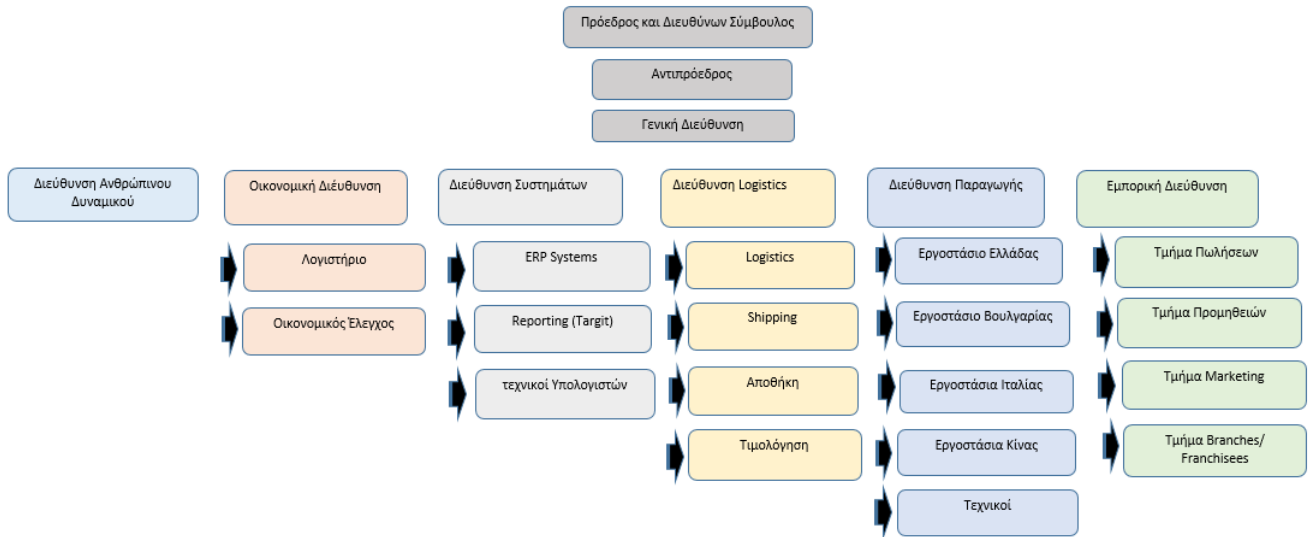 Πρόεδρος και Διευθύνων Σύμβουλος
Αντιπρόεδρος
Γενική Διεύθυνση
Διεύθυνση Ανθρώπινου
Δυναμικού
Οικονομική Διέυθυνση
Λογιστήριο
Οικονομικός Έλεγχος
Διεύθυνση Συστημάτων
ERP Systems
Reporting (Targit)
τεχνικοί Υπολογιστών
Διεύθυνση Logistics
Logistics
Shipping
Αποθήκη
Τιμολόγηση
Διεύθυνση Παραγωγής
Εργοστάσιο Ελλάδας
Εργοστάσιο Βουλγαρίας
Εργοστάσια Ιταλίας
Εργοστάσια Κίνας
Τεχνικοί
Εμπορική Διεύθυνση
Τμήμα Πωλήσεων
Τμήμα Προμηθειών
Τμήμα Marketing
Τμήμα Branches/
Franchisees